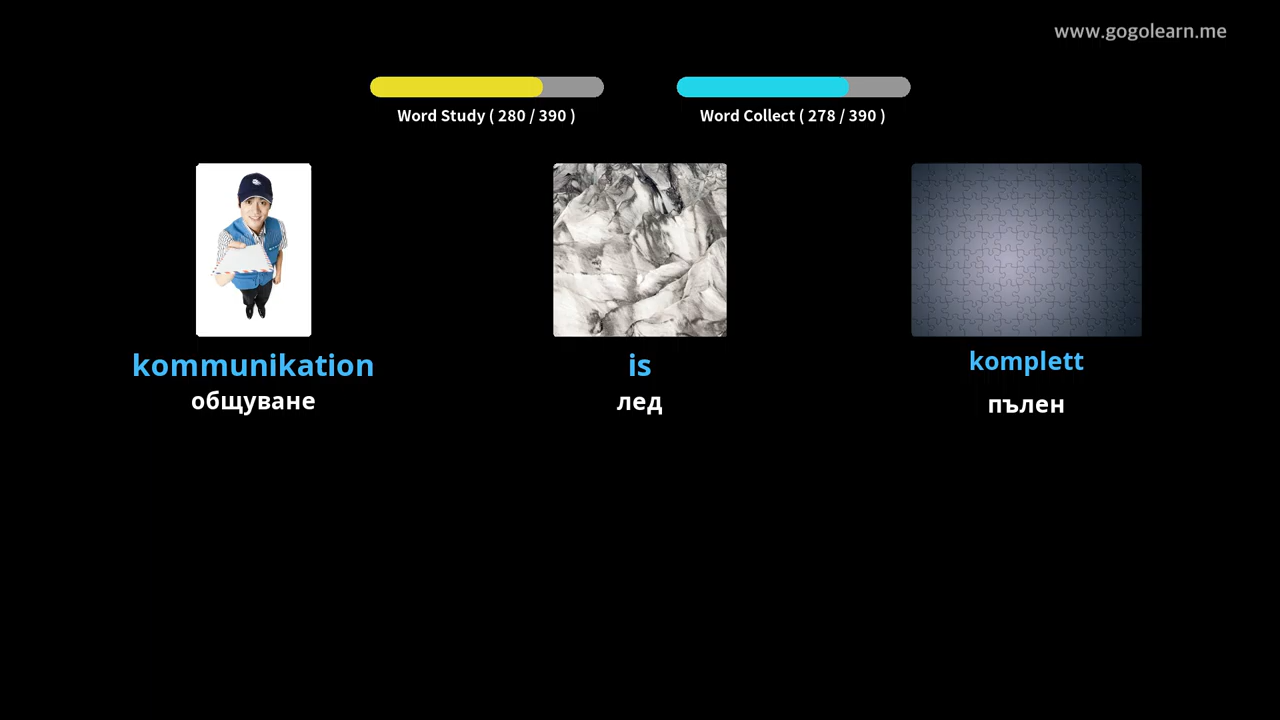 www.gogolearn.me
Word Study ( 280 / 390 )
Word Collect ( 278 / 390 )
kommunikation
общуване
is
лед
komplett
пълен